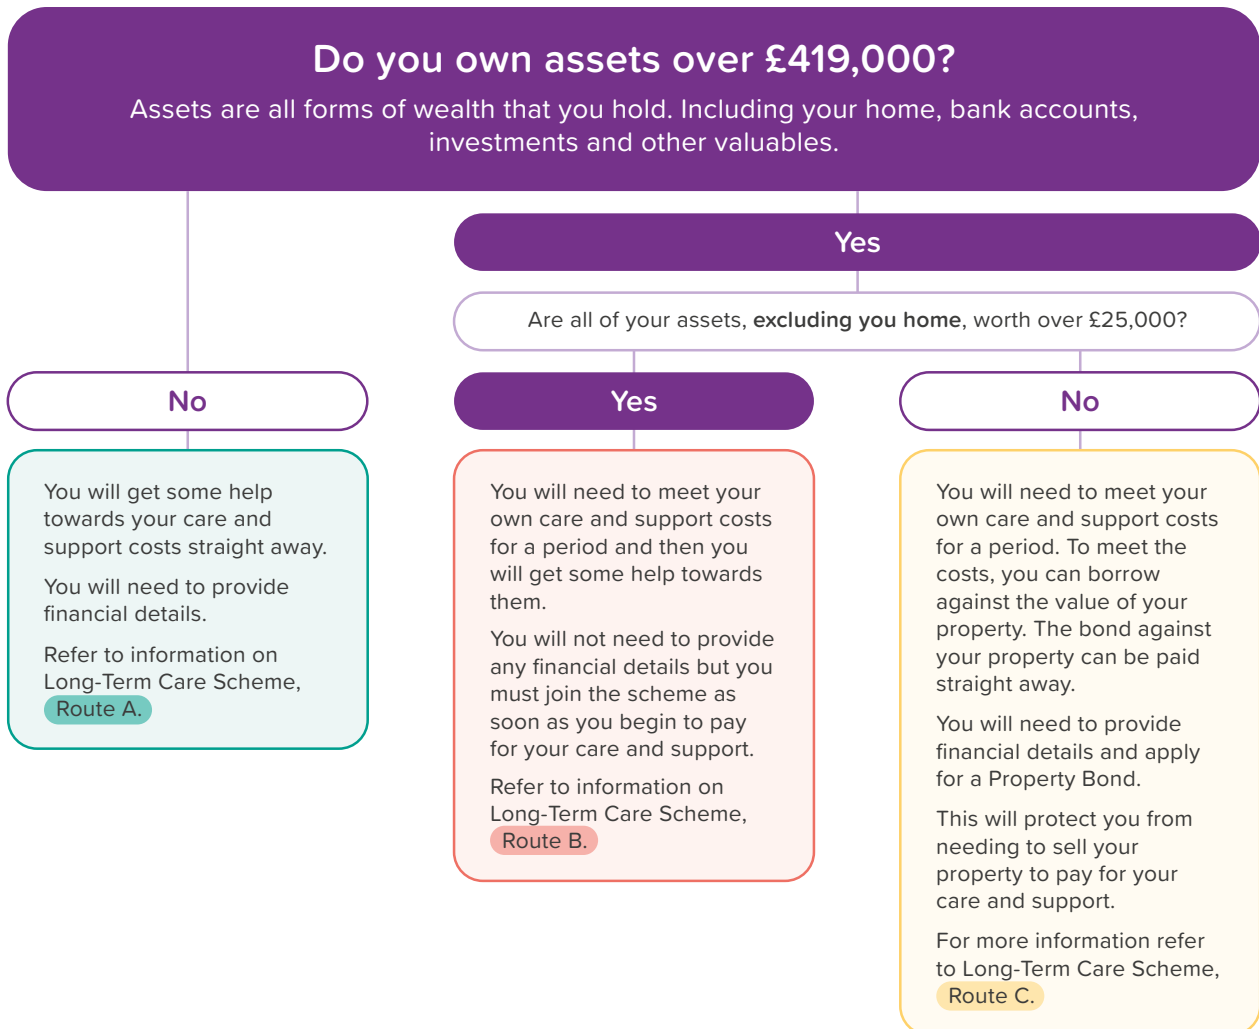 Do you own assets over £419,000?
Assets are all forms of wealth that you hold. Including your home, bank accounts,
investments and other valuables.
Yes
Are all of your assets, excluding you home, worth over £25,000?
No
You will get some help
towards your care and
support costs straight away.
You will need to provide
financial details.
Refer to information on
Long-Term Care Scheme,
Route A.
Yes
You will need to meet your
own care and support costs
for a period and then you
will get some help towards
them.
You will not need to provide
any financial details but you
must join the scheme as
soon as you begin to pay
for your care and support.
Refer to information on
Long-Term Care Scheme,
Route B.
No
You will need to meet your
own care and support costs
for a period. To meet the
costs, you can borrow
against the value of your
property. The bond against
your property can be paid
straight away.
You will need to provide
financial details and apply
for a Property Bond.
This will protect you from
needing to sell your
property to pay for your
care and support.
For more information refer
to Long-Term Care Scheme,
Route C.